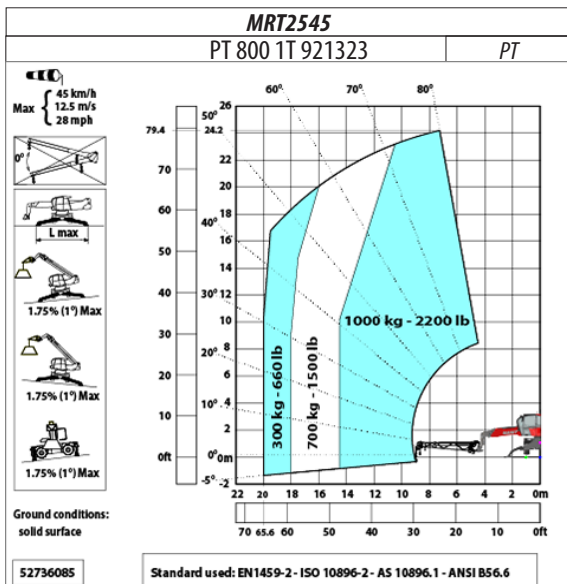 MRT2545
PT 800 1T 921323
PT
Max
45 km/h
12.5 m/s
28 mph
0°
L max
1.75% (1°) Max
1.75% (1°) Max
1.75% (1°) Max
Ground conditions:
solid surface
52736085
60°
70°
80°
50°
40°
30°
20°
10°
0°
-5°
79.4
70
60
50
40
30
20
10
0ft
26
24.2
22
20
18
16
14
12
10
8
6
4
2
0m
-2
300 kg - 660 lb
700 kg - 1500 lb
1000 kg - 2200 lb
22 20 18 16 14 12 10 8 6 4 2 0m
70 65.6 60 50 40 30 20 10 0ft
Standard used: EN1459-2 - ISO 10896-2 - AS 10896.1 - ANSI B56.6